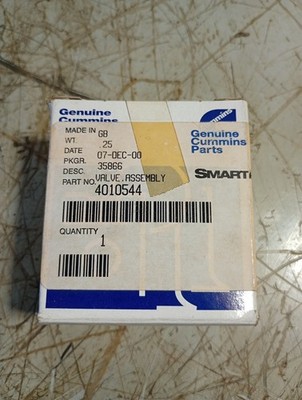 Genuine
Cummins
MADE IN GB
WT. .25
DATE 07-DEC-00
PKGR. 35866
DESC. VALVE,ASSEMBLY
PART NO. 4010544
QUANTITY
1
Genuine
Cummins
Parts